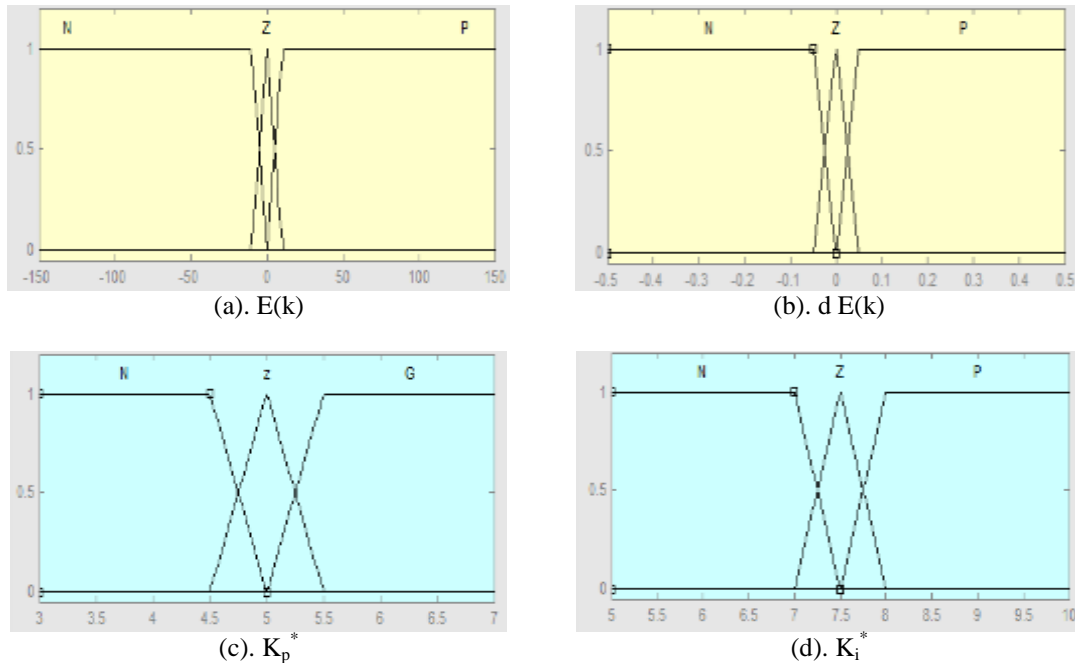 N Z P
1
0.5
0
-150 -100 -50 0 50 100 150
(a). E(k)
N Z P
1
0.5
0
-0.5 -0.4 -0.3 -0.2 -0.1 0 0.1 0.2 0.3 0.4 0.5
(b). d E(k)
N z G
1
0.5
0
3 3.5 4 4.5 5 5.5 6 6.5 7
(c). Kp*
N Z P
1
0.5
0
5 5.5 6 6.5 7 7.5 8 8.5 9 9.5 10
(d). Ki*